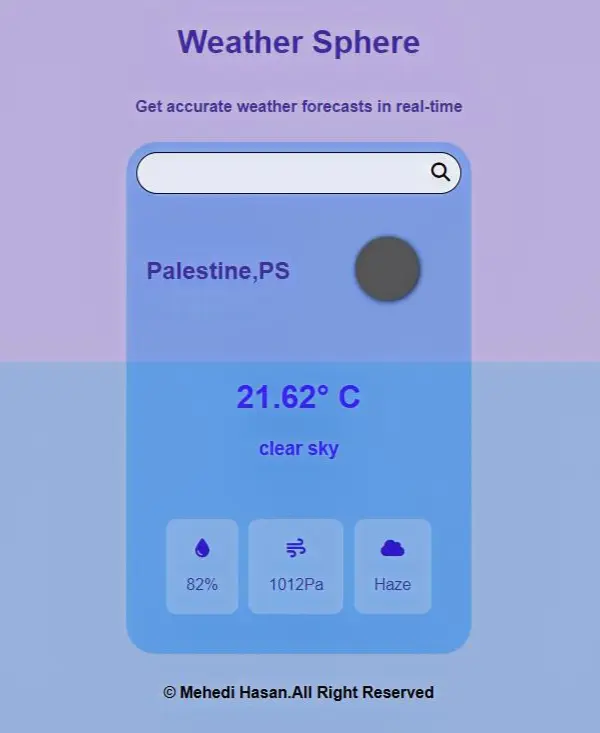 Weather Sphere
Get accurate weather forecasts in real-time
Palestine,PS
21.62° C
clear sky
82%
1012Pa
Haze
© Mehedi Hasan.All Right Reserved